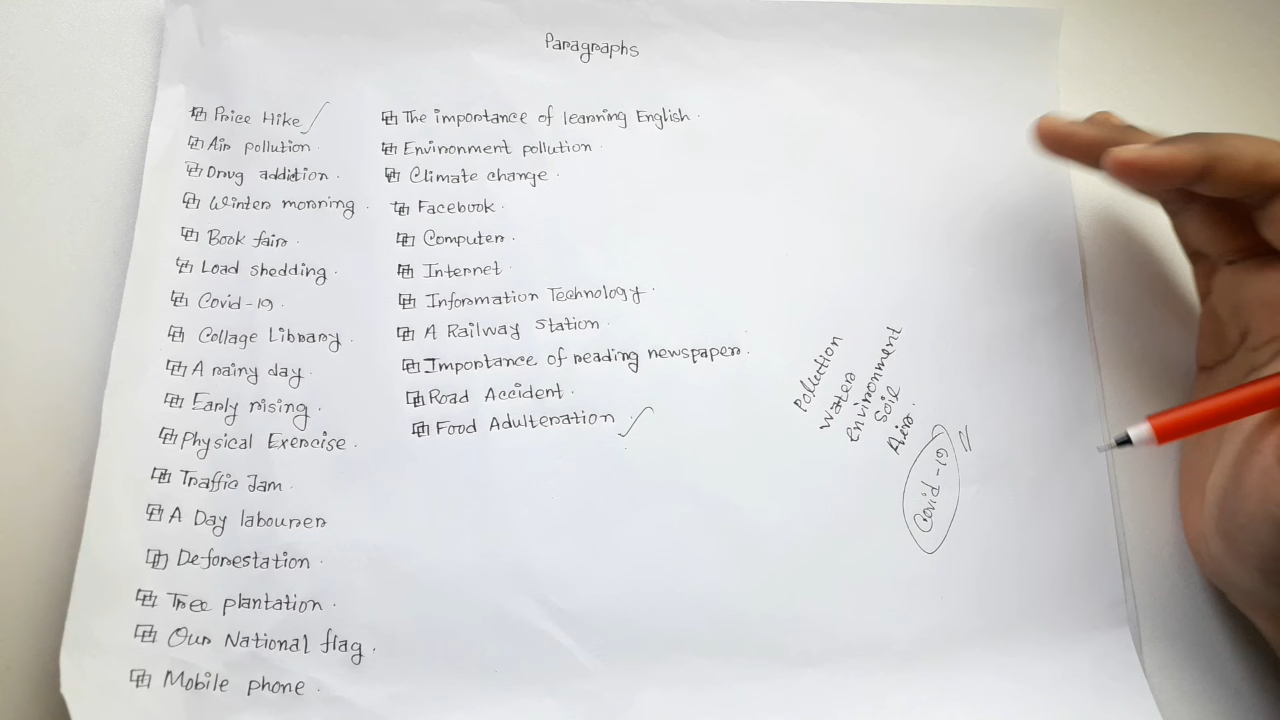 Paragraphs
Price Hike
Air pollution.
Drug addiction.
Winter morning.
Book fair.
Load shedding.
Covid-19.
Collage Library.
A rainy day.
Early rising.
Physical Exercise.
Traffic Jam.
A Day labourer
Deforestation.
Tree plantation.
Our National flag.
Mobile phone.
The importance of learning English.
Environment pollution.
Climate change.
Facebook.
Computer.
Internet.
Information Technology.
A Railway station.
Importance of reading newspaper.
Road Accident.
Food Adulteration.
Pollution
Water
environment
Soil
Air.
Covid-19